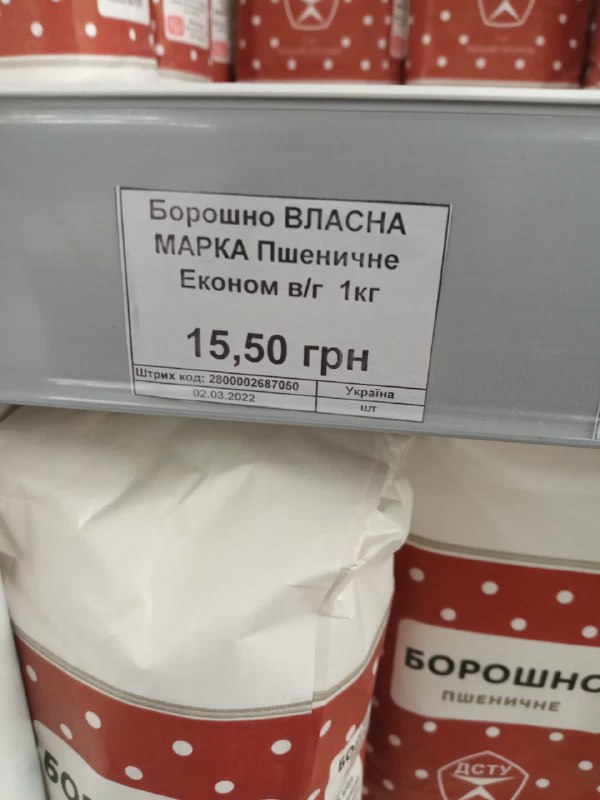 Борошно ВЛАСНА
МАРКА Пшеничне
Економ в/г 1кг
15,50 грн
Штрих код: 2800002687050
Україна
02.03.2022
шт
БОРОШНО
ПШЕНИЧНЕ
ДСТУ